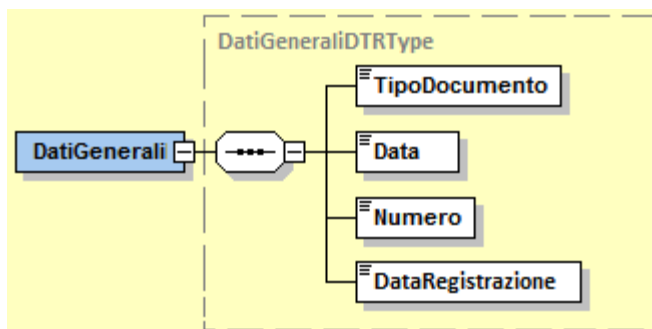 DatiGeneraliDTRType
TipoDocumento
DatiGenerali
Data
Numero
DataRegistrazione